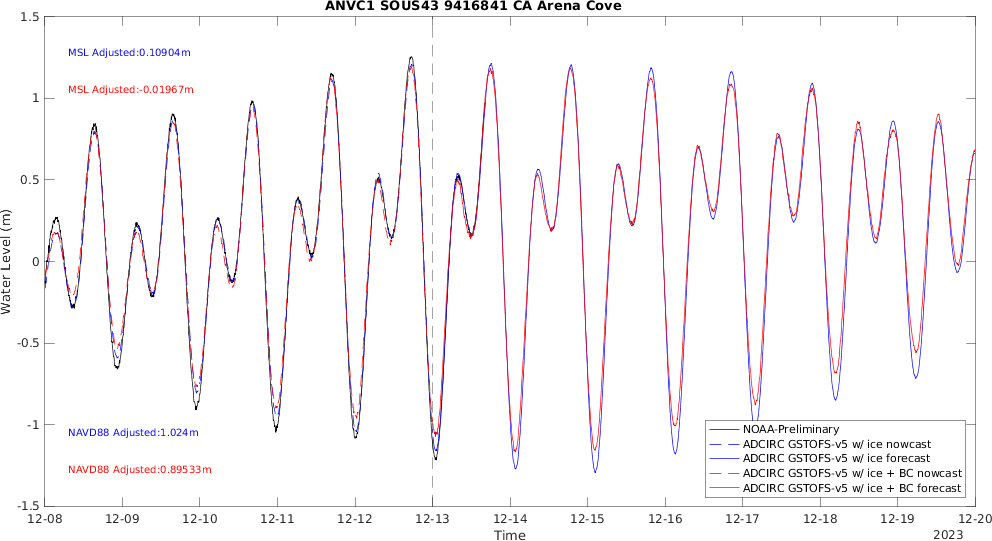 ANVC1 SOUS43 9416841 CA Arena Cove
1.5
1
0.5
0
-0.5
-1
-1.5
Water Level (m)
MSL Adjusted:0.10904m
MSL Adjusted:-0.01967m
NAVD88 Adjusted:1.024m
NAVD88 Adjusted:0.89533m
NOAA-Preliminary
ADCIRC GSTOFS-v5 w/ ice nowcast
ADCIRC GSTOFS-v5 w/ ice forecast
ADCIRC GSTOFS-v5 w/ ice + BC nowcast
ADCIRC GSTOFS-v5 w/ ice + BC forecast
12-08 12-09 12-10 12-11 12-12 12-13 12-14 12-15 12-16 12-17 12-18 12-19 12-20
Time
2023